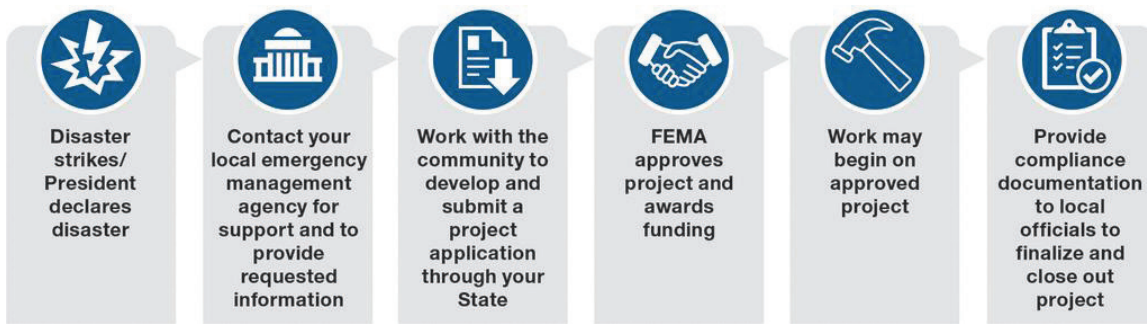 Disaster
strikes/
President
declares
disaster
Contact your
local emergency
management
agency for
support and to
provide
requested
information
Work with the
community to
develop and
submit a
project
application
through your
State
FEMA
approves
project and
awards
funding
Work may
begin on
approved
project
Provide
compliance
documentation
to local
officials to
finalize and
close out
project